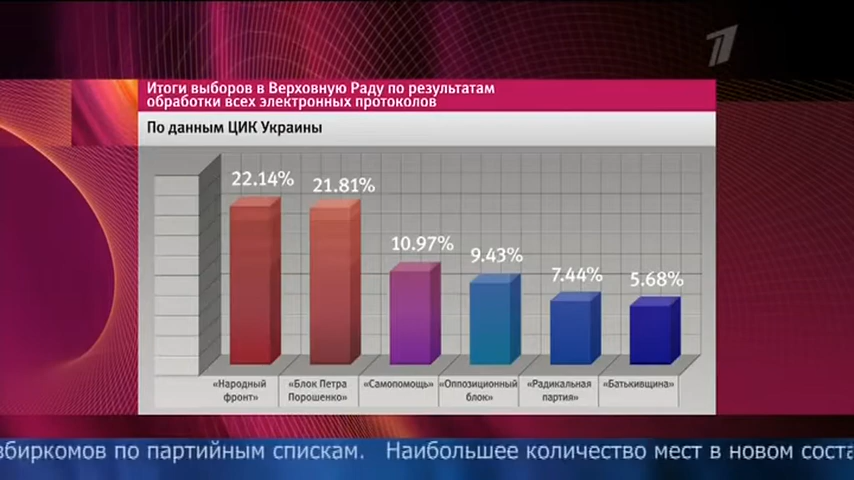 Итоги выборов в Верховную Раду по результатам
обработки всех электронных протоколов
По данным ЦИК Украины
22.14%
21.81%
10.97%
9.43%
7.44%
5.68%
«Народный
фронт»
«Блок Петра
Порошенко»
«Самопомощь»
«Оппозиционный
блок»
«Радикальная
партия»
«Батькивщина»
збиркомов по партийным спискам. Наибольшее количество мест в новом соста